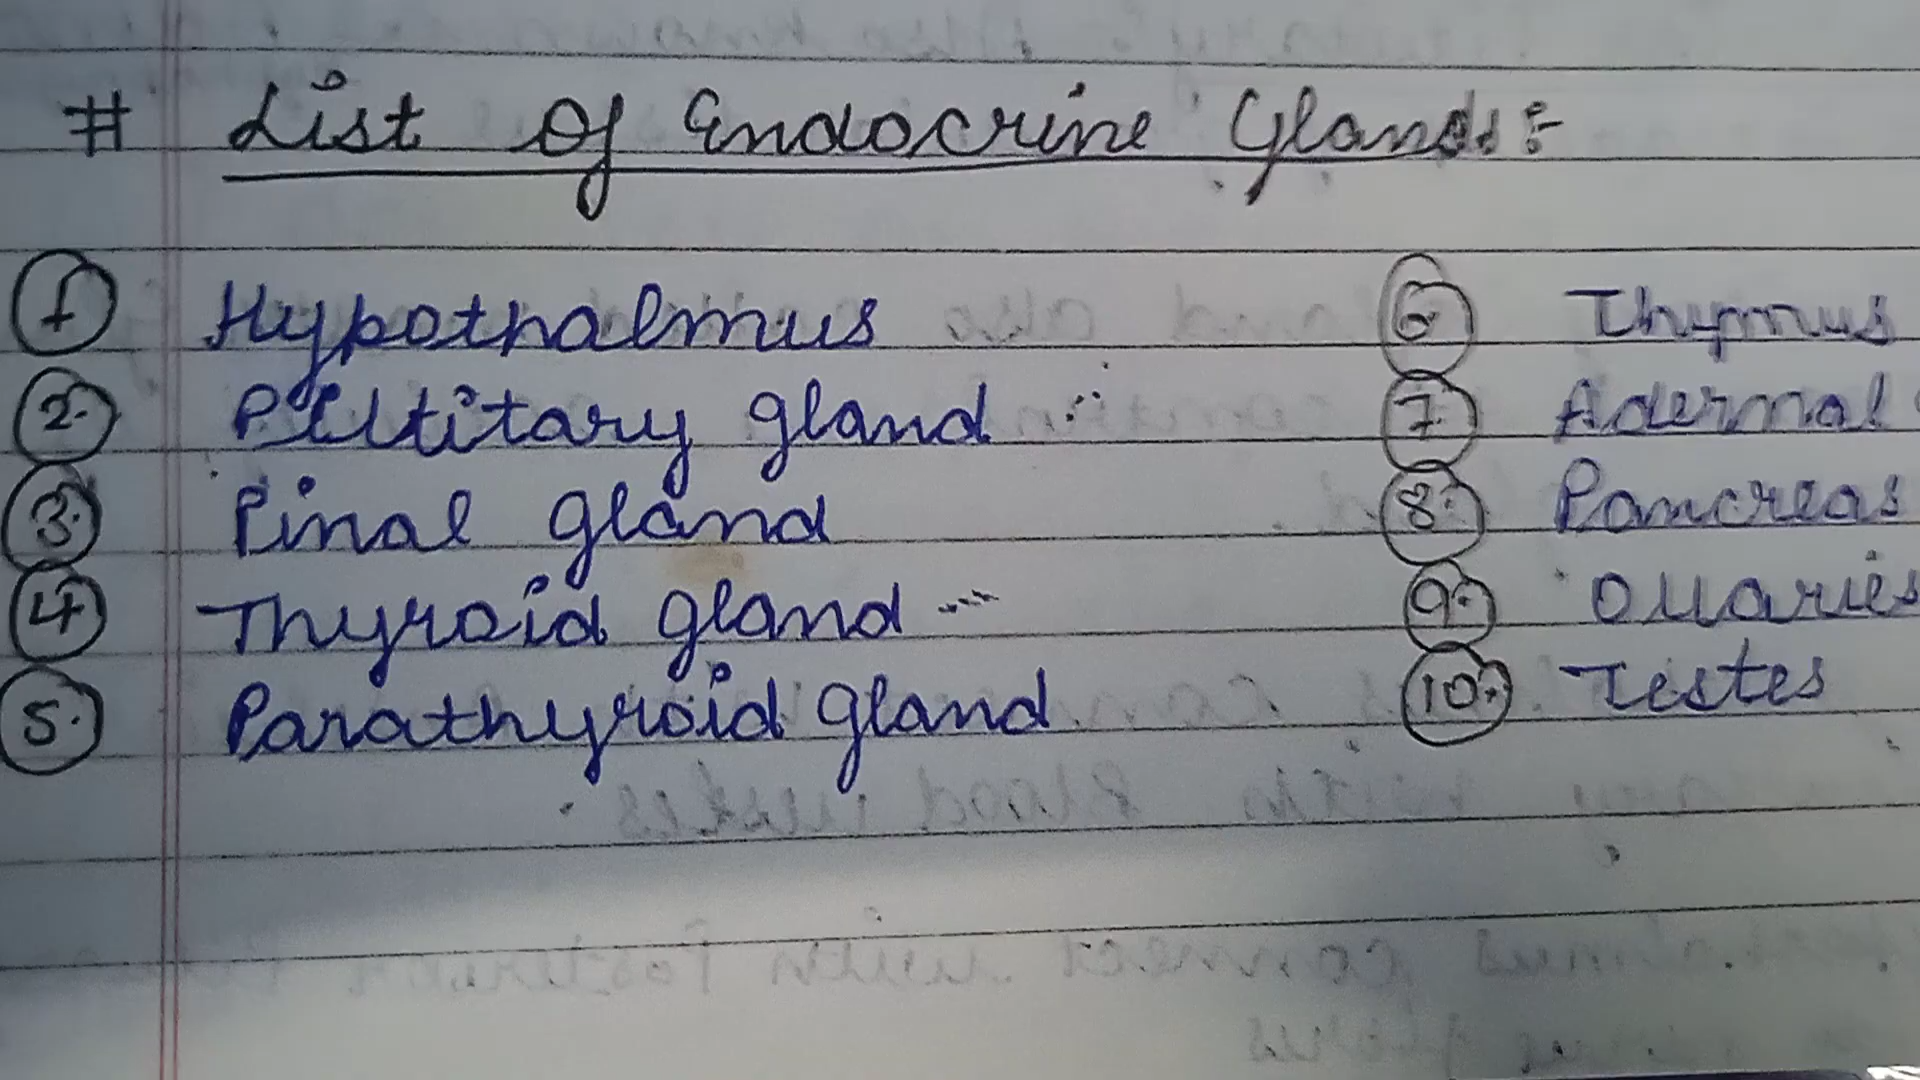 # List Of Endocrine Glands:-
1 Hypothalmus
2. Pitutitary gland
3. Pinal gland
4 Thyroid gland
5. Parathyroid gland
6 Thymus
7. Adermal
8. Pancreas
9. Ovaries
10. Testes